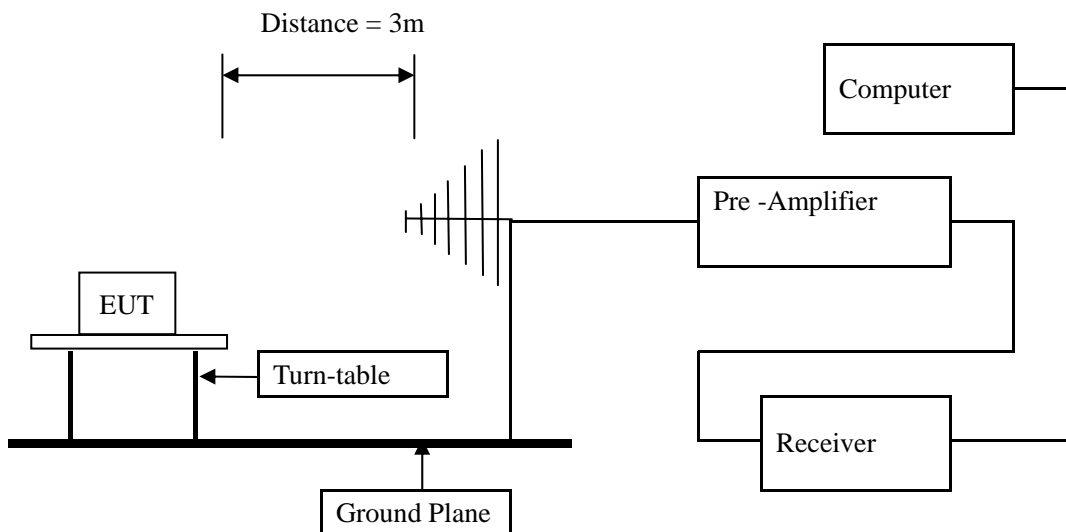 Distance = 3m
Computer
Pre -Amplifier
EUT
Turn-table
Receiver
Ground Plane